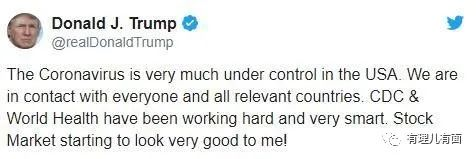 Donald J. Trump
@realDonaldTrump
The Coronavirus is very much under control in the USA. We are
in contact with everyone and all relevant countries. CDC &
World Health have been working hard and very smart. Stock
Market starting to look very good to me!
有理儿有面